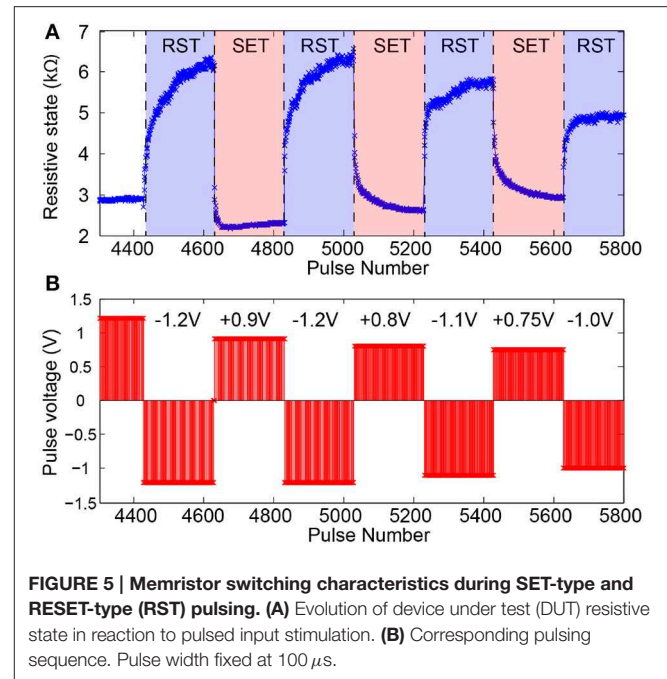 A
RST SET RST SET RST SET RST
Resistive state (kΩ)
7
6
5
4
3
2
4400 4600 4800 5000 5200 5400 5600 5800
Pulse Number
B
-1.2V +0.9V -1.2V +0.8V -1.1V +0.75V -1.0V
Pulse voltage (V)
1.5
1
0.5
0
−0.5
−1
−1.5
4400 4600 4800 5000 5200 5400 5600 5800
Pulse Number
FIGURE 5 | Memristor switching characteristics during SET-type and
RESET-type (RST) pulsing. (A) Evolution of device under test (DUT) resistive
state in reaction to pulsed input stimulation. (B) Corresponding pulsing
sequence. Pulse width fixed at 100 μs.